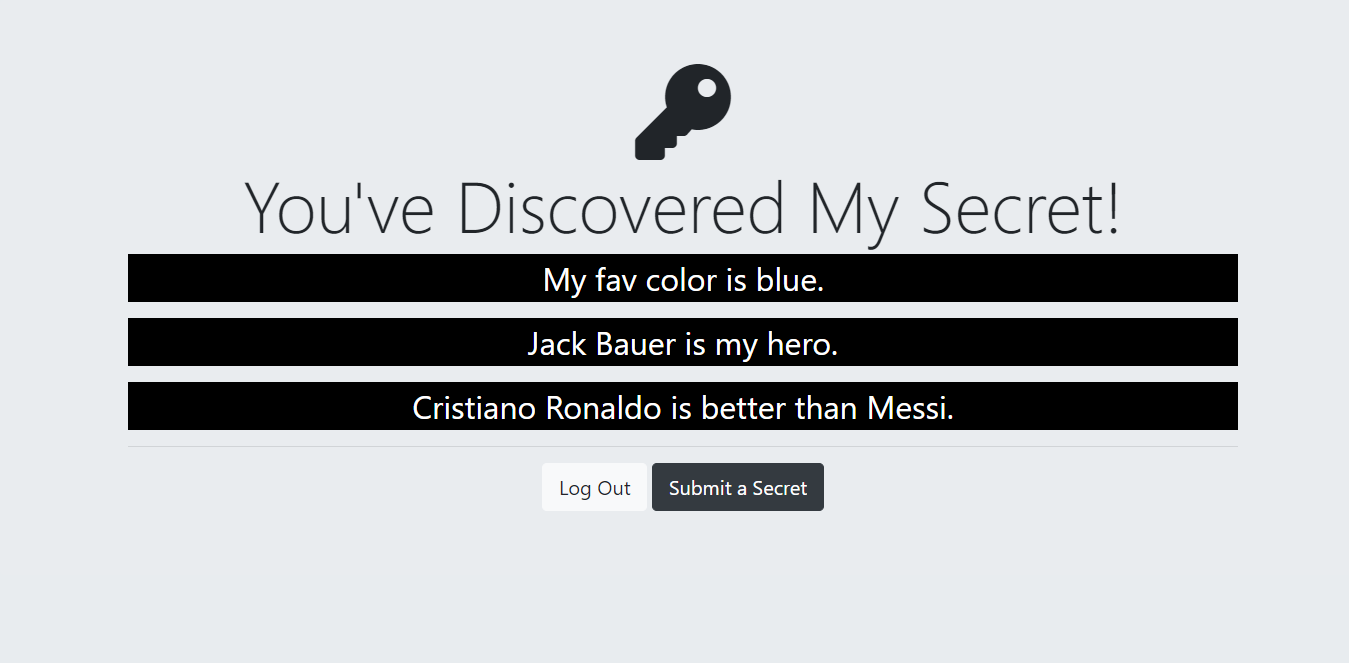 You've Discovered My Secret!
My fav color is blue.
Jack Bauer is my hero.
Cristiano Ronaldo is better than Messi.
Log Out Submit a Secret